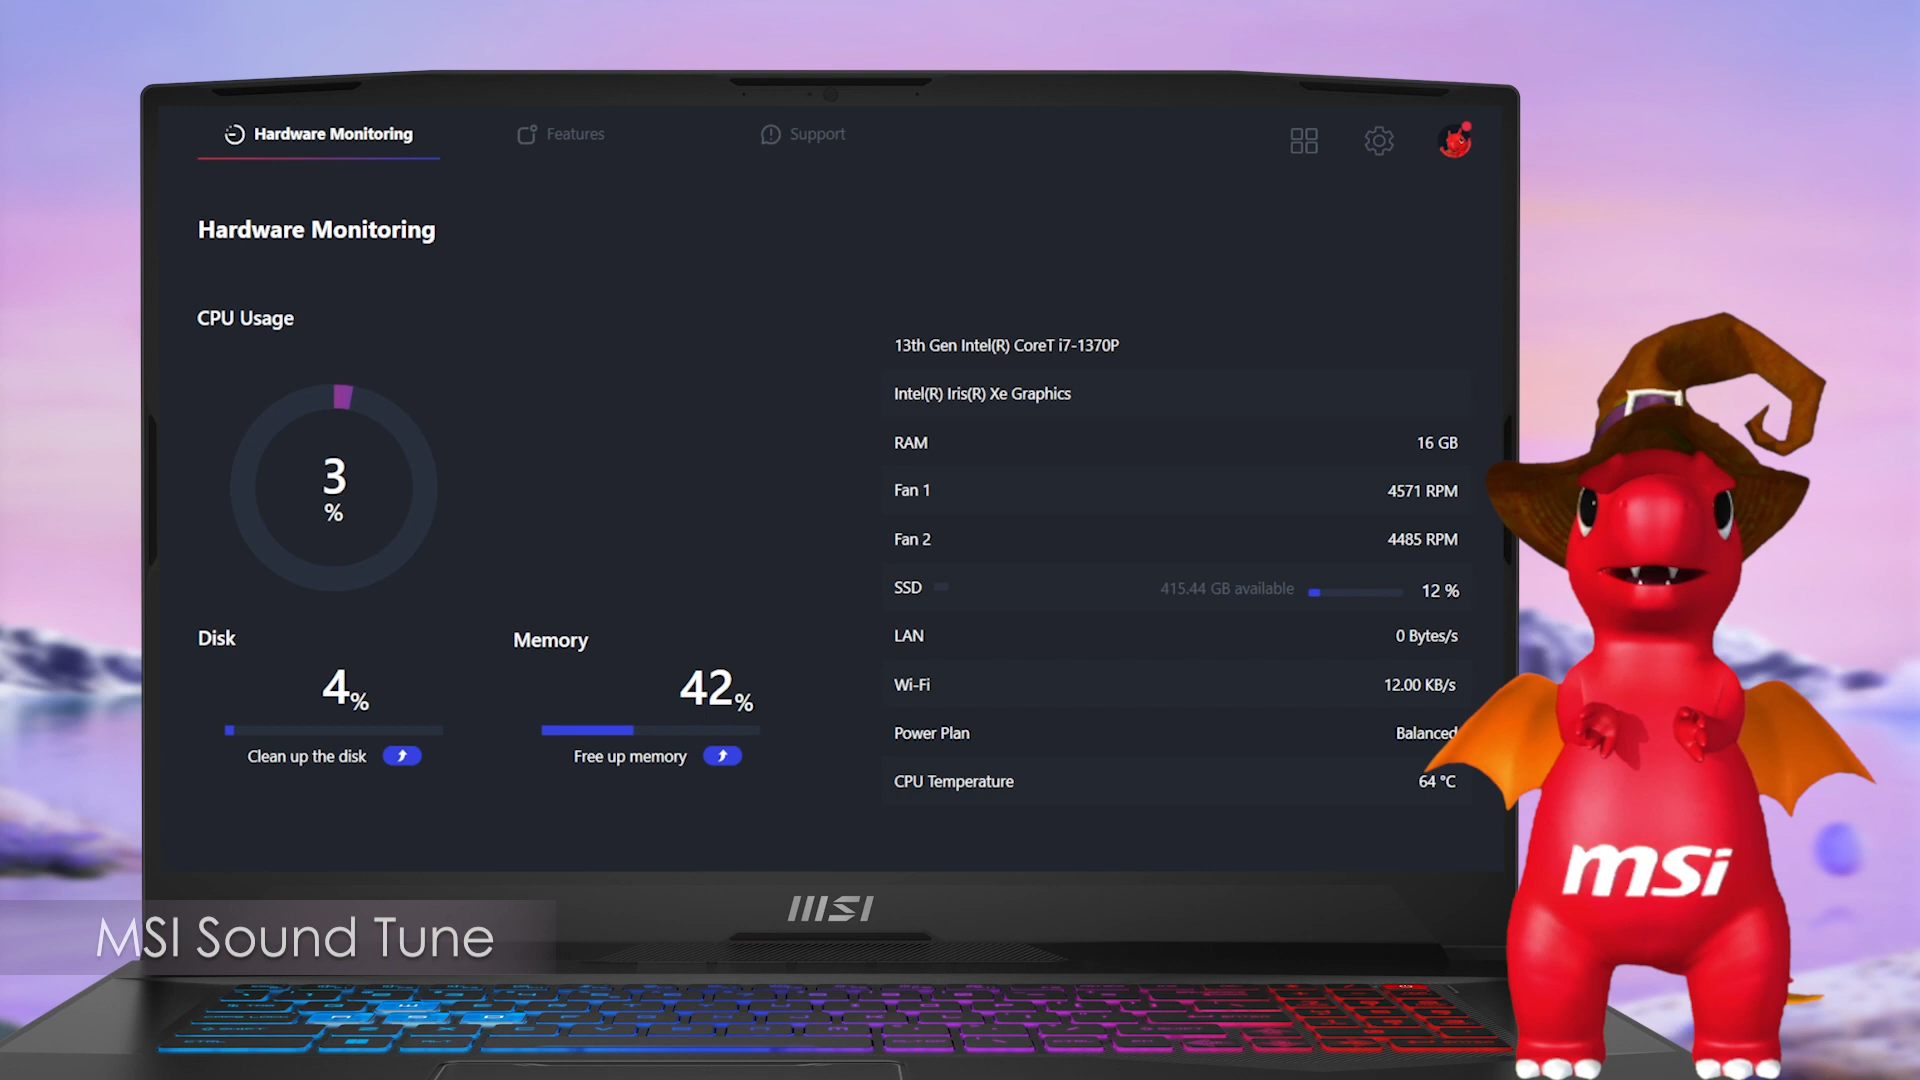 Hardware Monitoring
Features
Support
Hardware Monitoring
CPU Usage
3
%
Disk
4%
Clean up the disk
Memory
42%
Free up memory
13th Gen Intel(R) CoreT i7-1370P
Intel(R) Iris(R) Xe Graphics
RAM 16 GB
Fan 1 4571 RPM
Fan 2 4485 RPM
SSD 415.44 GB available 12 %
LAN 0 Bytes/s
Wi-Fi 12.00 KB/s
Power Plan Balanced
CPU Temperature 64 °C
msi
MSI Sound Tune
msi